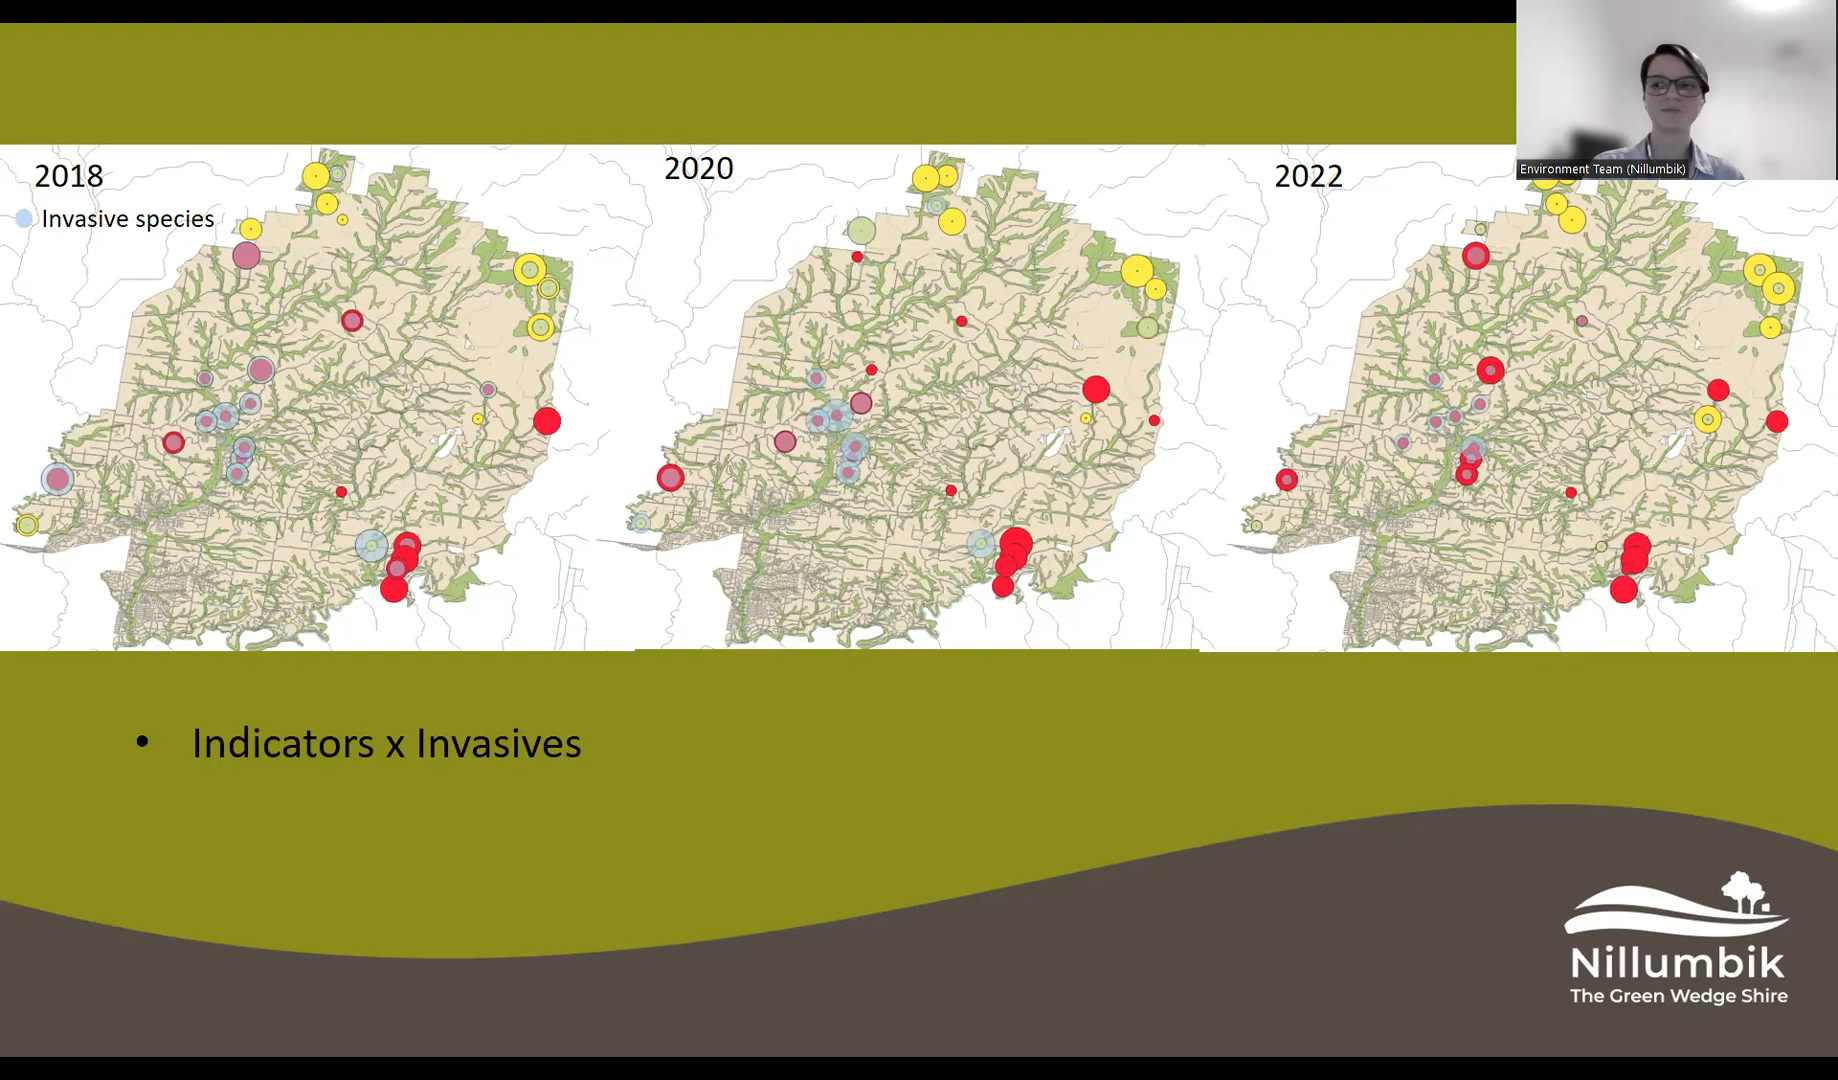 2018
Invasive species
2020
2022
Environment Team (Nillumbik)
• Indicators x Invasives
Nillumbik
The Green Wedge Shire